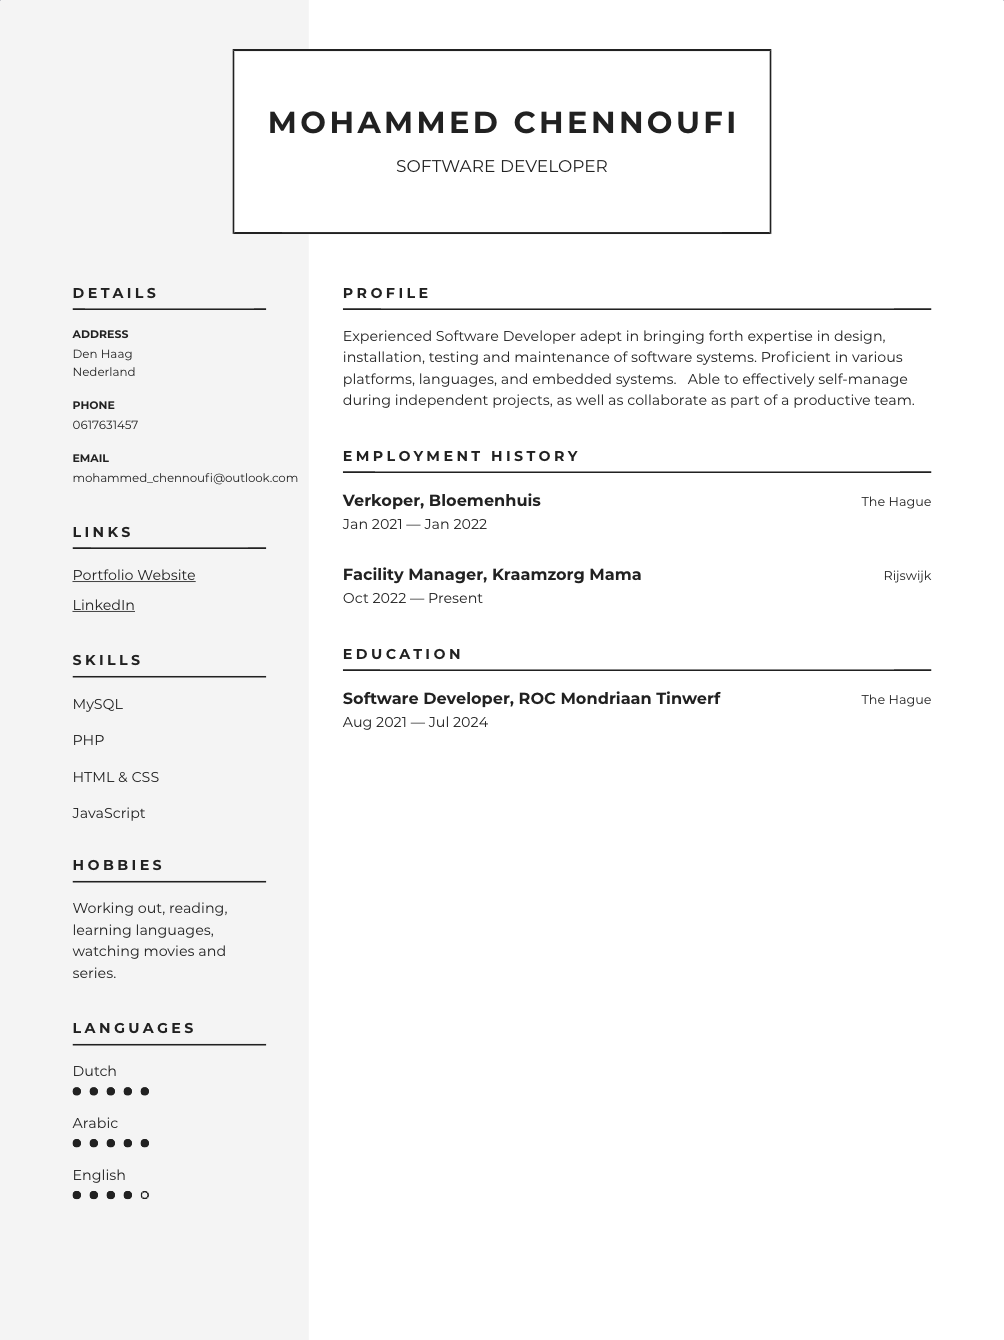 MOHAMMED CHENNOUFI
SOFTWARE DEVELOPER
DETAILS
ADDRESS
Den Haag
Nederland
PHONE
0617631457
EMAIL
mohammed_chennoufi@outlook.com
LINKS
Portfolio Website
LinkedIn
SKILLS
MySQL
PHP
HTML & CSS
JavaScript
HOBBIES
Working out, reading,
learning languages,
watching movies and
series.
LANGUAGES
Dutch
Arabic
English
PROFILE
Experienced Software Developer adept in bringing forth expertise in design,
installation, testing and maintenance of software systems. Proficient in various
platforms, languages, and embedded systems.   Able to effectively self-manage
during independent projects, as well as collaborate as part of a productive team.
EMPLOYMENT HISTORY
Verkoper, Bloemenhuis The Hague
Jan 2021 — Jan 2022
Facility Manager, Kraamzorg Mama Rijswijk
Oct 2022 — Present
EDUCATION
Software Developer, ROC Mondriaan Tinwerf The Hague
Aug 2021 — Jul 2024